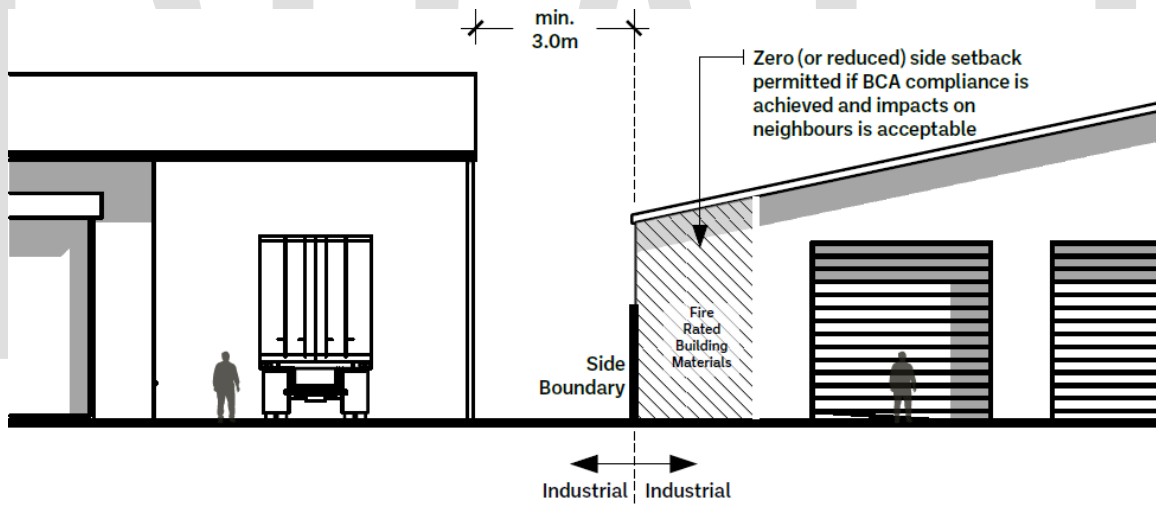 min.
3.0m
Zero (or reduced) side setback
permitted if BCA compliance is
achieved and impacts on
neighbours is acceptable
Fire
Rated
Building
Materials
Side
Boundary
Industrial
Industrial